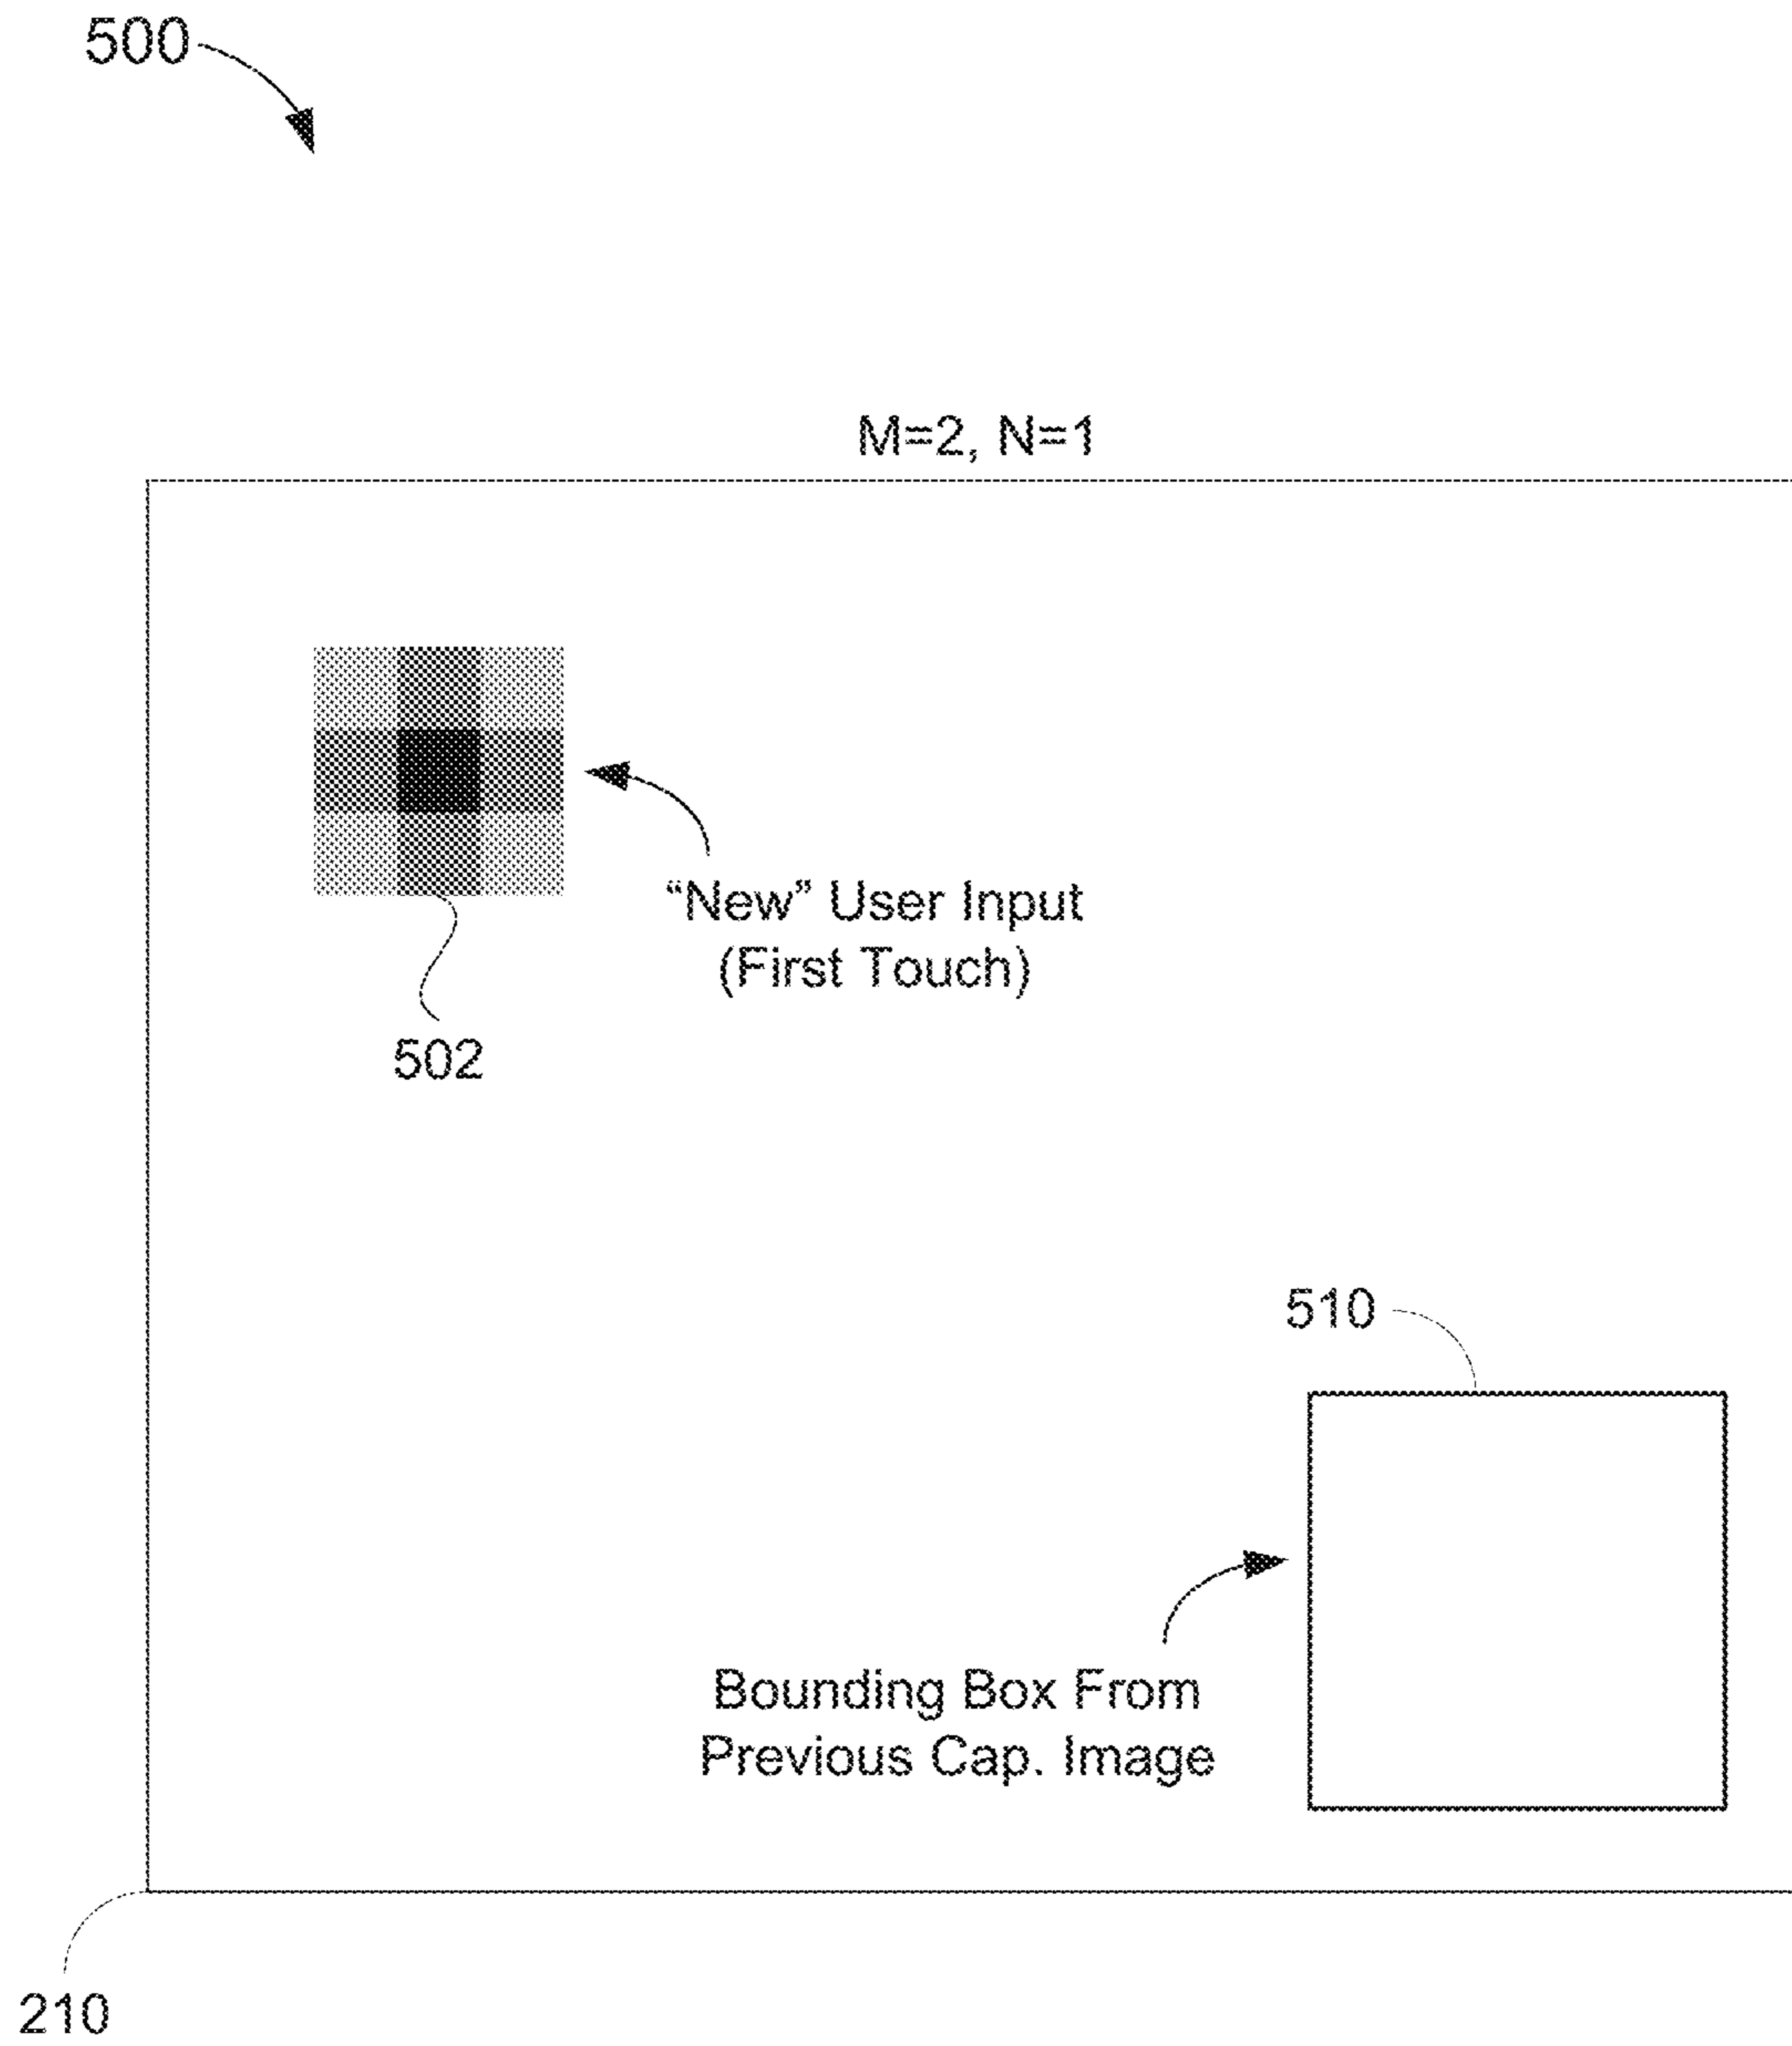 500
M=2, N=1
“New” User Input
(First Touch)
502
510
Bounding Box From
Previous Cap. Image
210